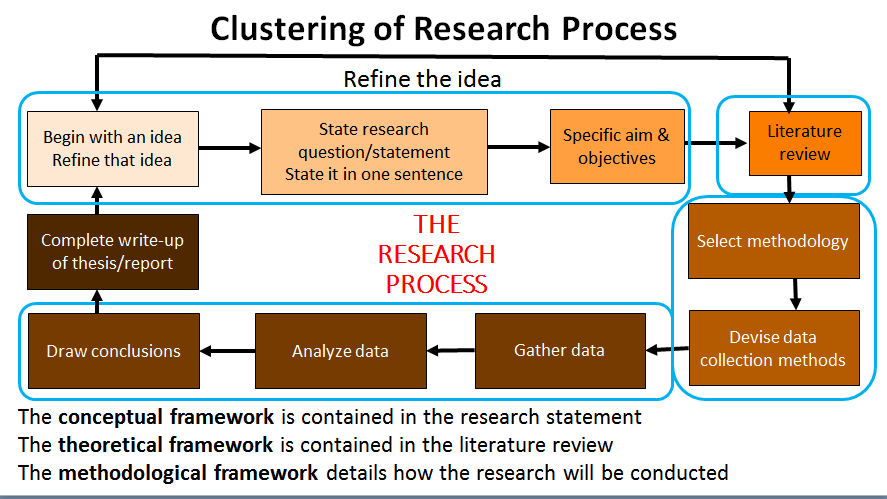 Clustering of Research Process
Refine the idea
Begin with an idea
Refine that idea
State research
question/statement
State it in one sentence
Specific aim &
objectives
Literature
review
Complete write-up
of thesis/report
THE
RESEARCH
PROCESS
Select methodology
Draw conclusions
Analyze data
Gather data
Devise data
collection methods
The conceptual framework is contained in the research statement
The theoretical framework is contained in the literature review
The methodological framework details how the research will be conducted